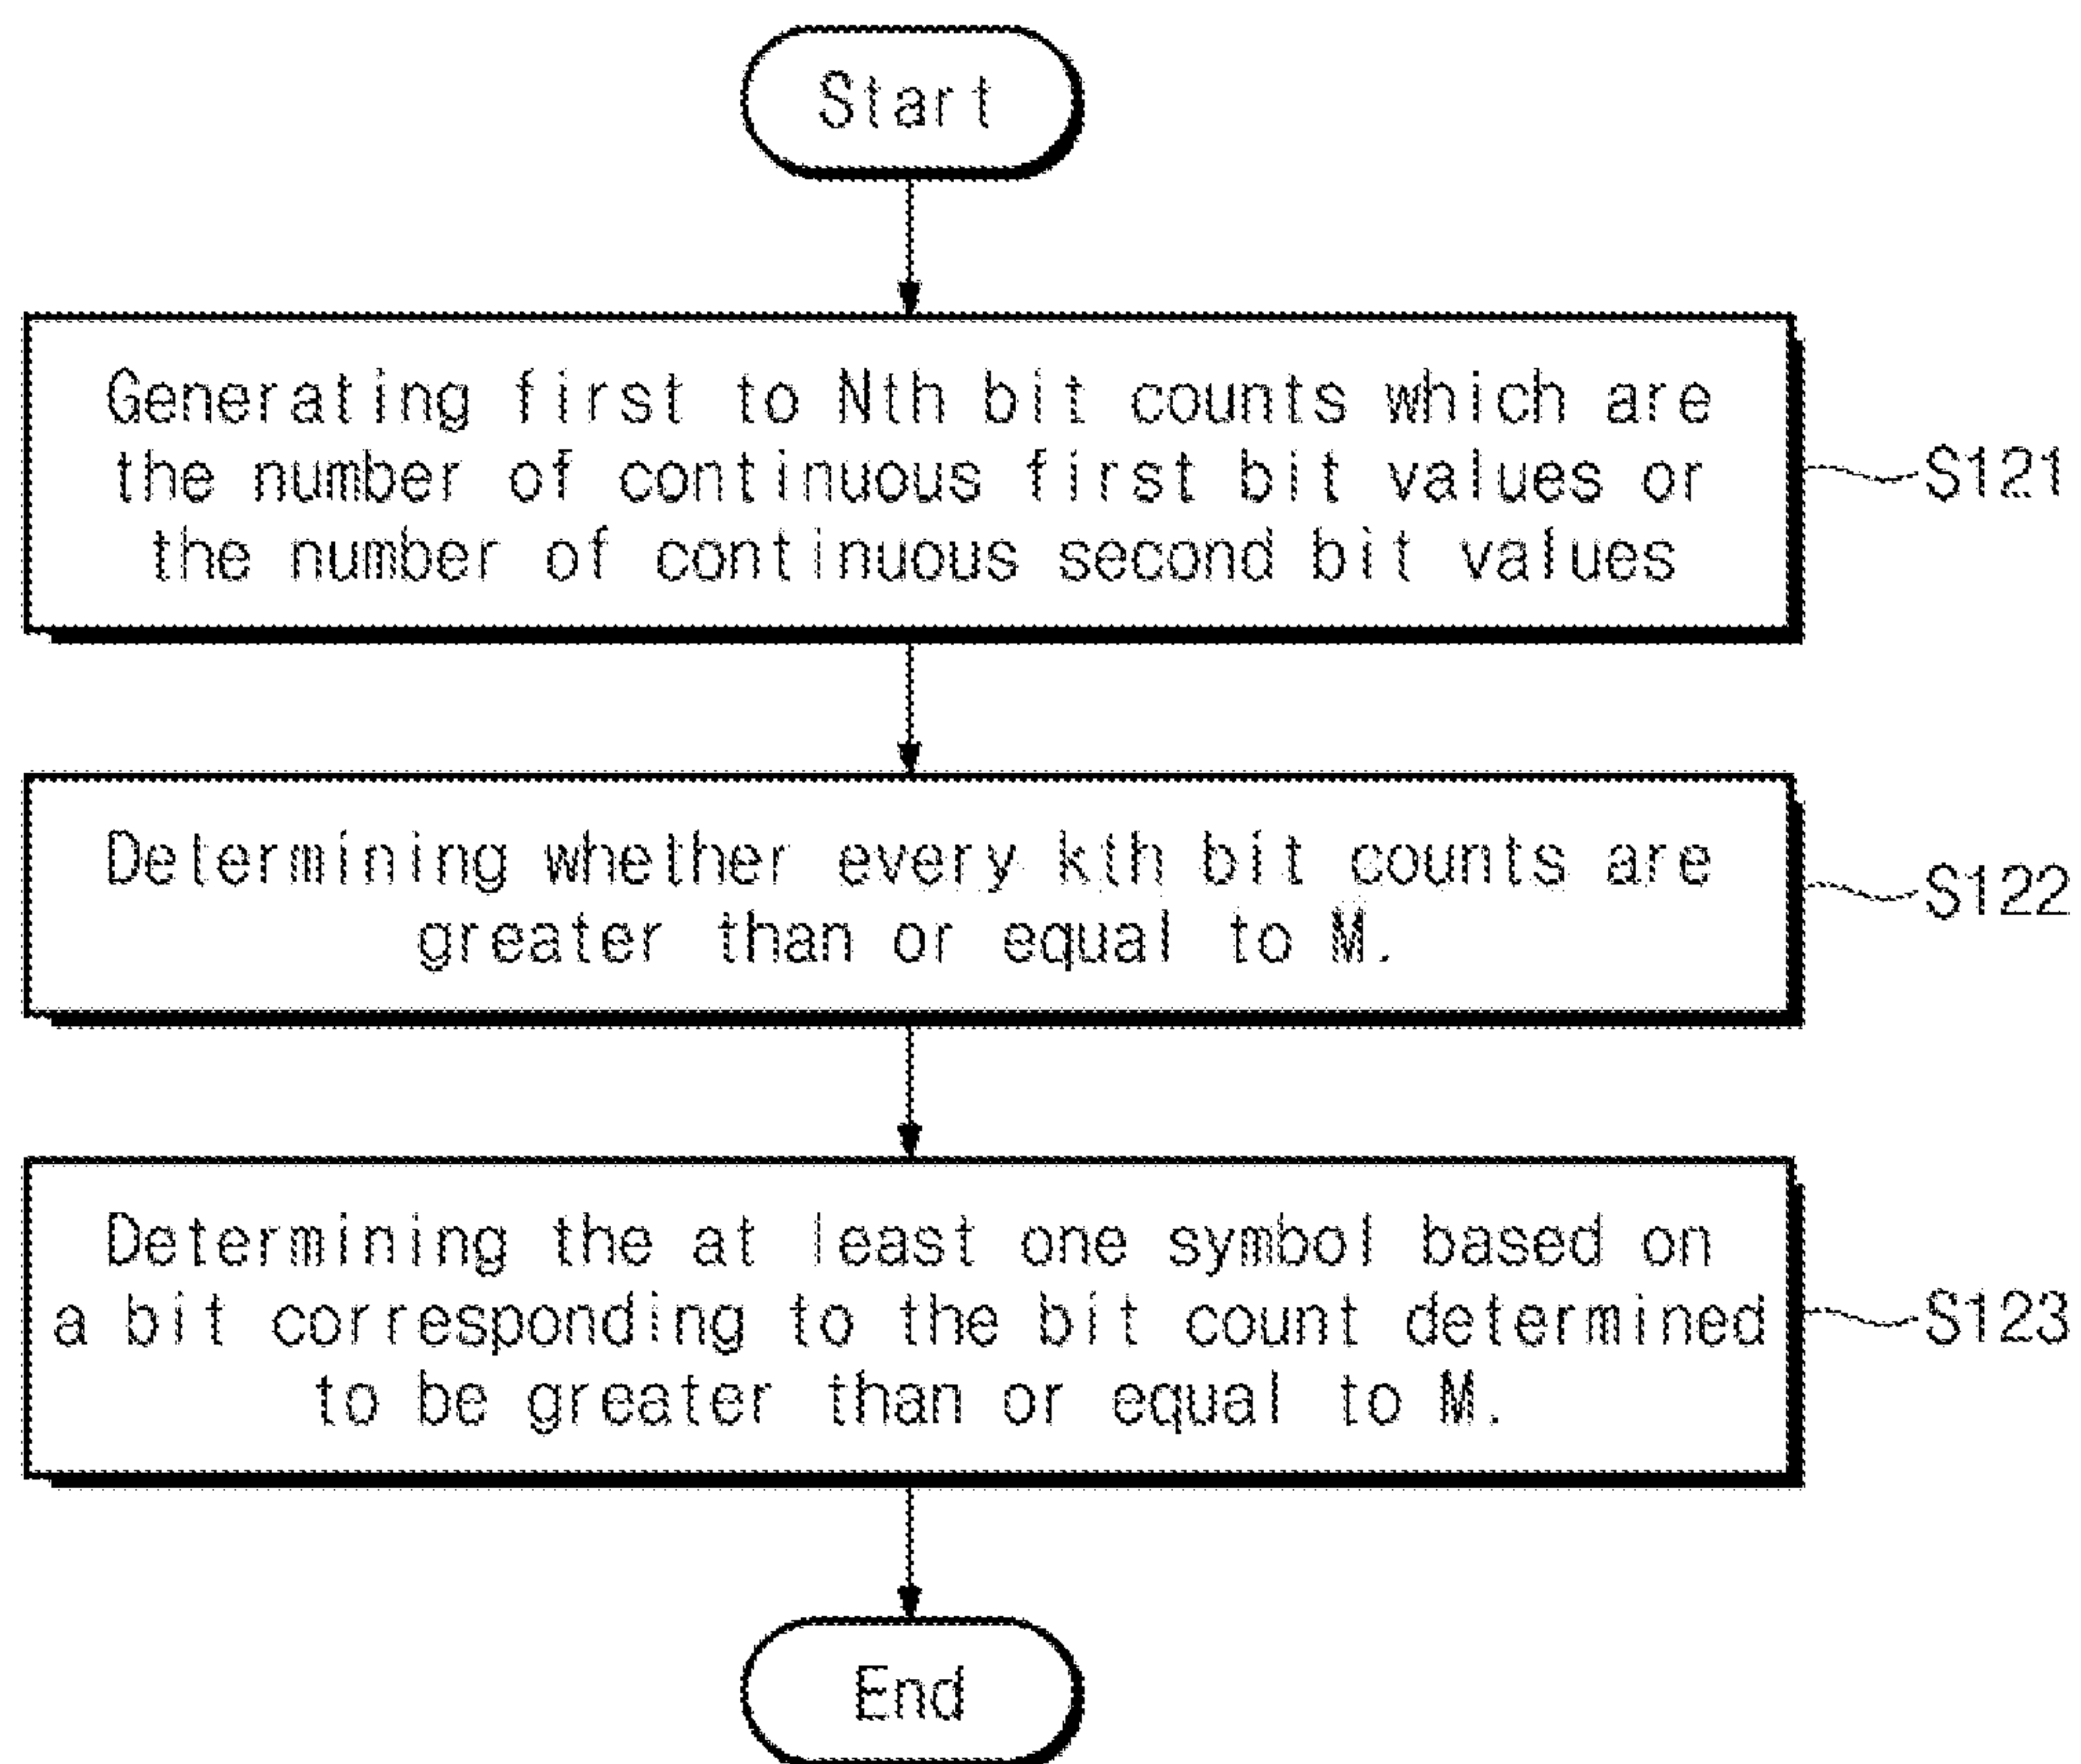 Start
Generating first to Nth bit counts which are
the number of continuous first bit values or
the number of continuous second bit values
S121
Determining whether every kth bit counts are
greater than or equal to M.
S122
Determining the at least one symbol based on
a bit corresponding to the bit count determined
to be greater than or equal to M.
S123
End